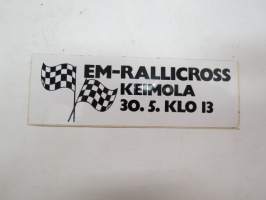 EM-RALLICROSS
KEIMOLA
30. 5. KLO 13